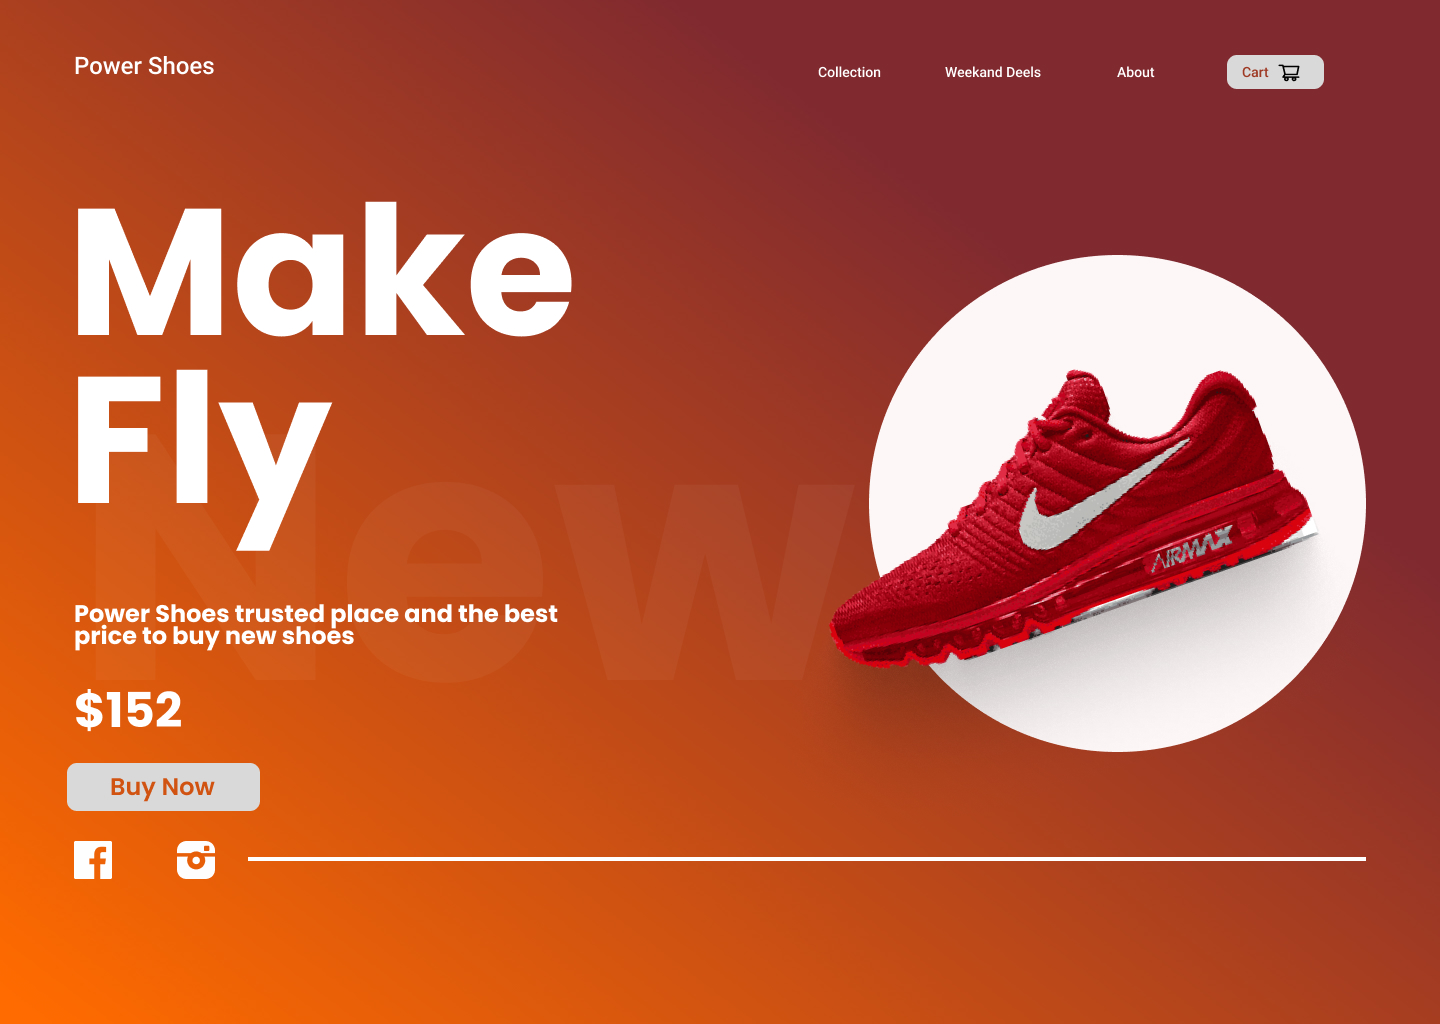 Power Shoes
Collection
Weekand Deels
About
Cart
Make
Fly
New
AIRMAX
Power Shoes trusted place and the best
price to buy new shoes
$152
Buy Now